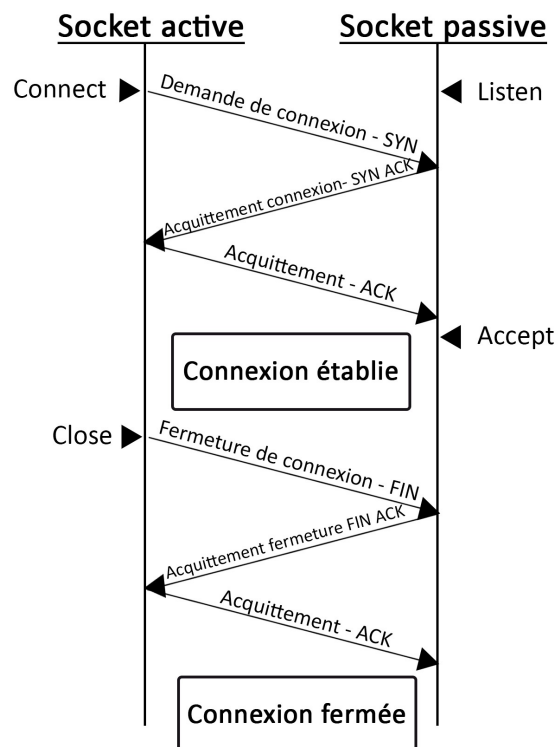 Socket active
Socket passive
Connect
Listen
Demande de connexion - SYN
Acquittement connexion- SYN ACK
Acquittement - ACK
Accept
Connexion établie
Close
Fermeture de connexion - FIN
Acquittement fermeture FIN ACK
Acquittement - ACK
Connexion fermée